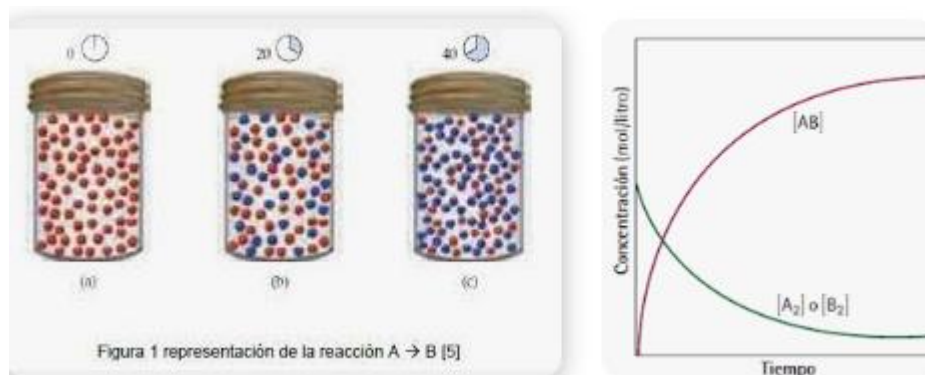 0
20
40
(a)
(b)
(c)
Figura 1 representación de la reacción A → B [5]
Concentración (mol/litro)
[AB]
[A₂] o [B₂]
Tiempo